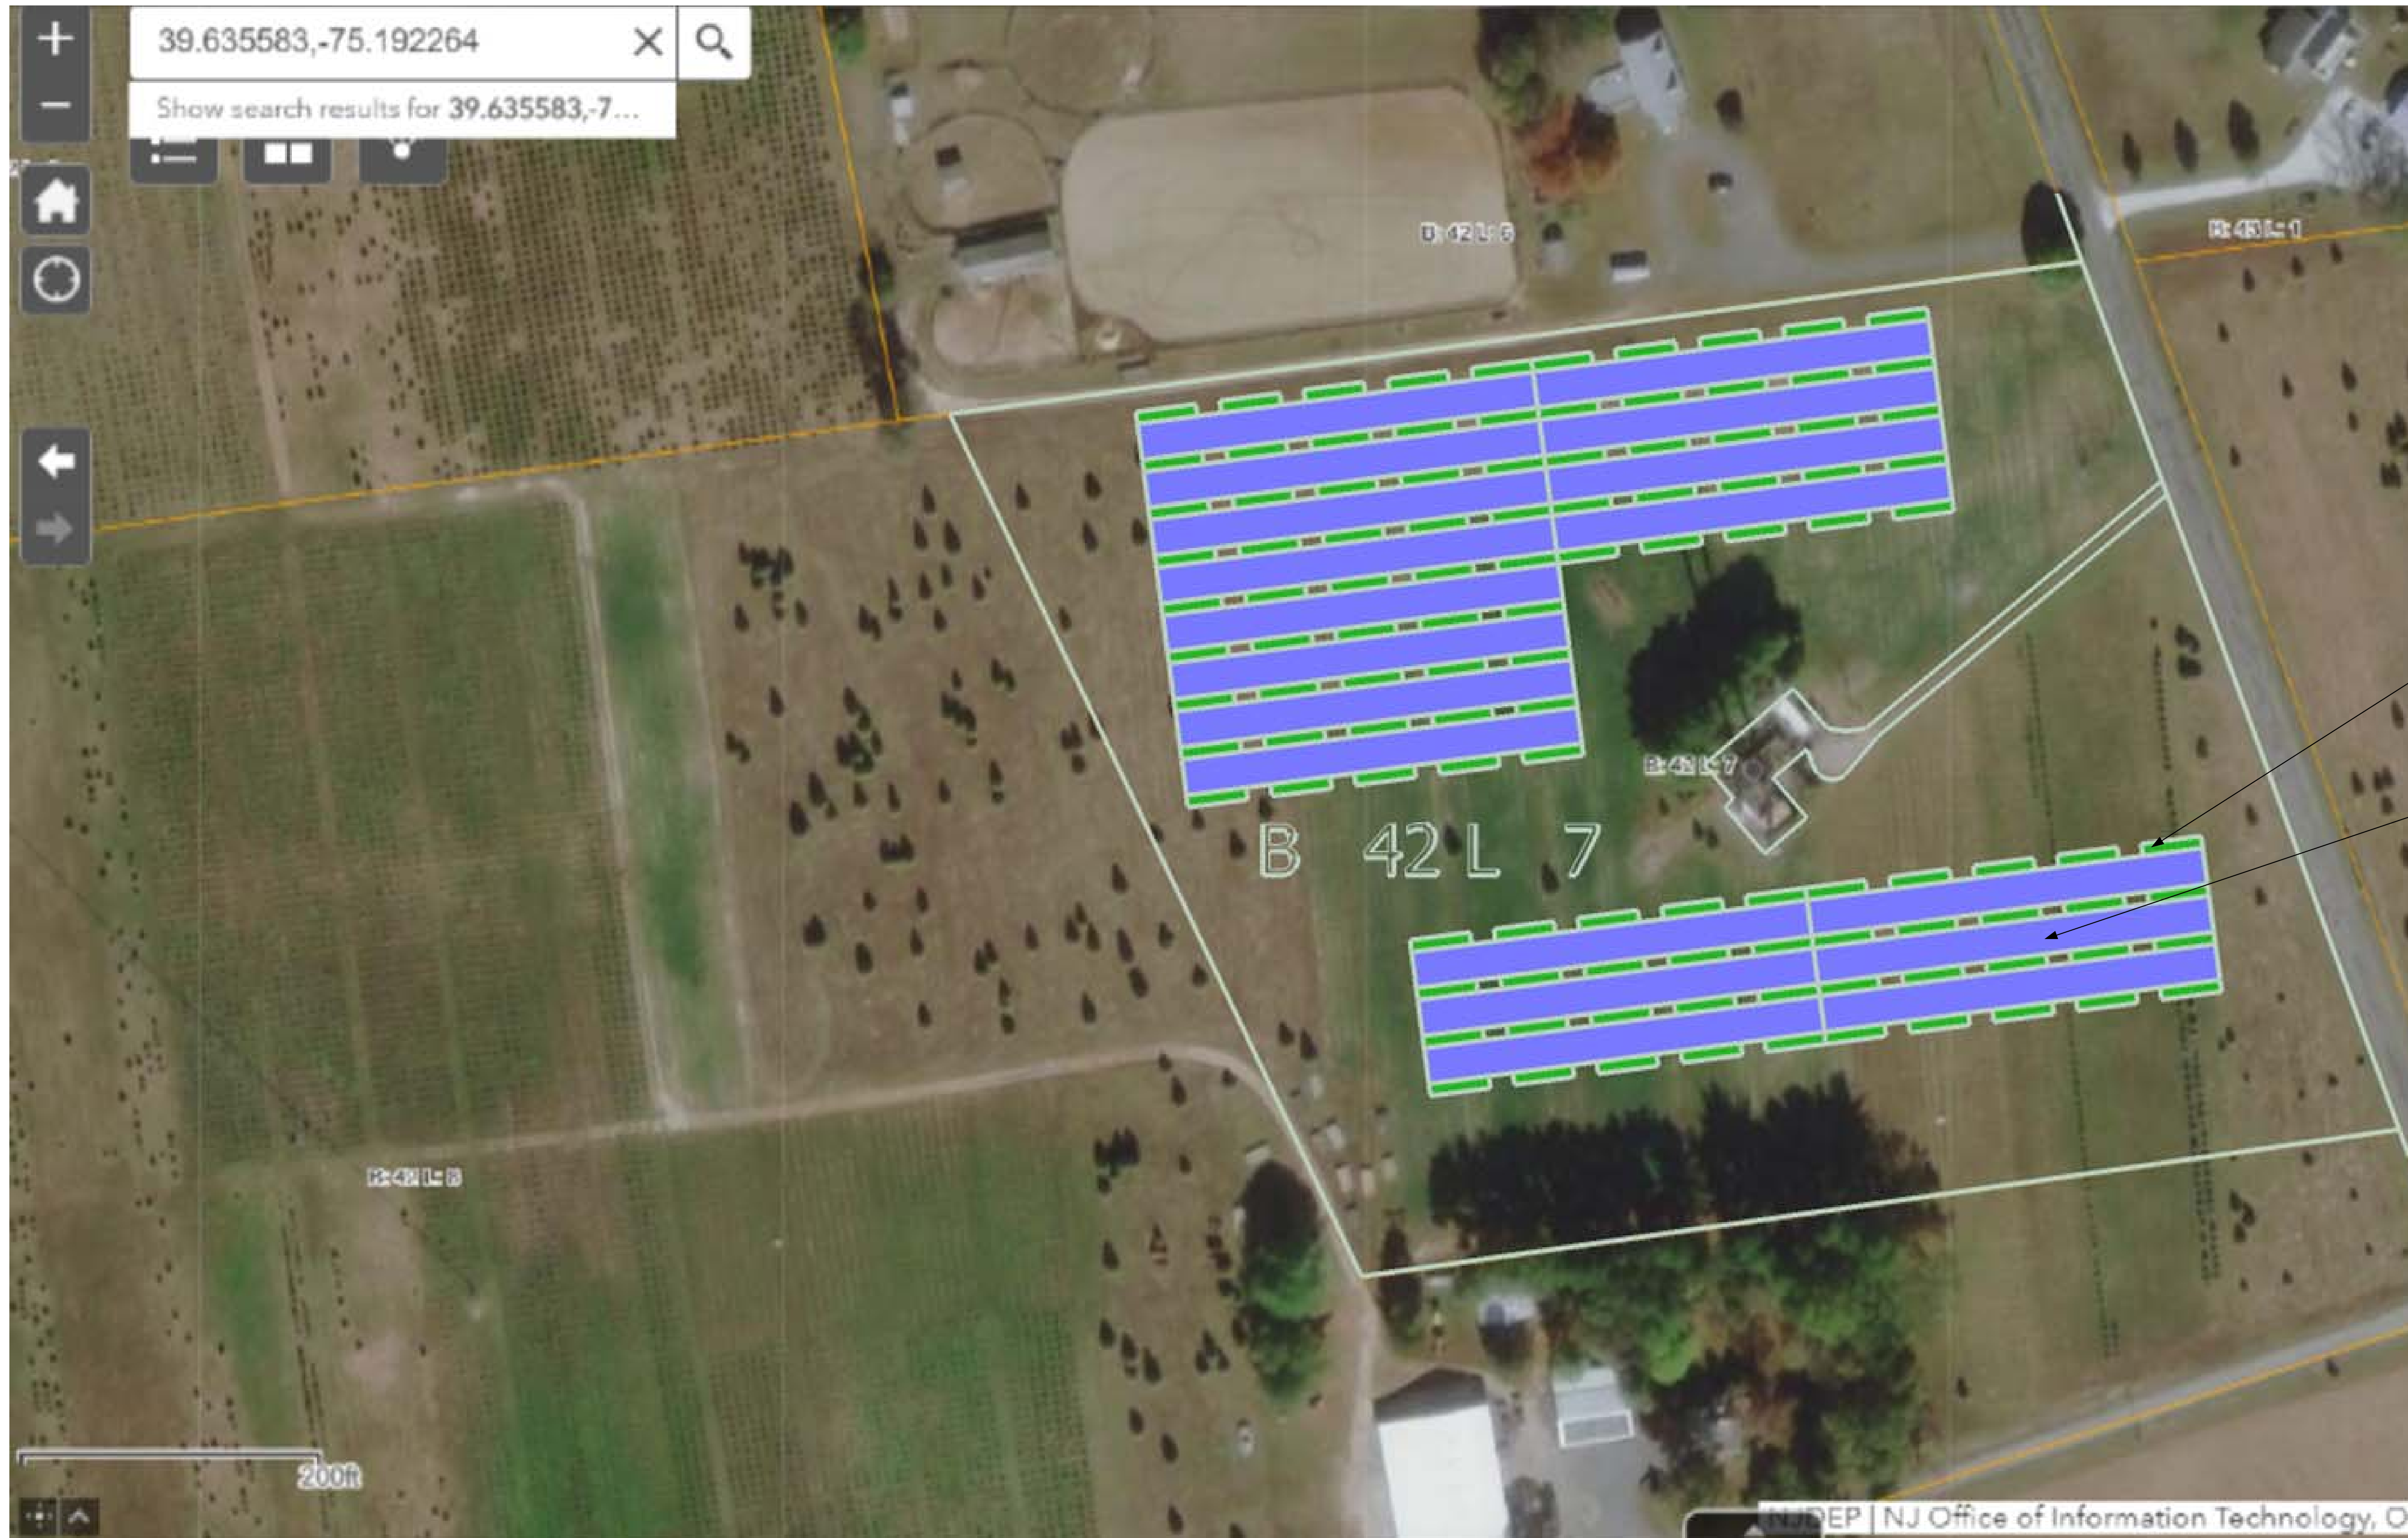 39.635583,-75.192264
Show search results for 39.635583,-7...
B: 42 L: 6
B: 43 L: 1
B: 42 L: 7
B 42 L 7
B: 42 L: 8
200ft
NJDEP | NJ Office of Information Technology,